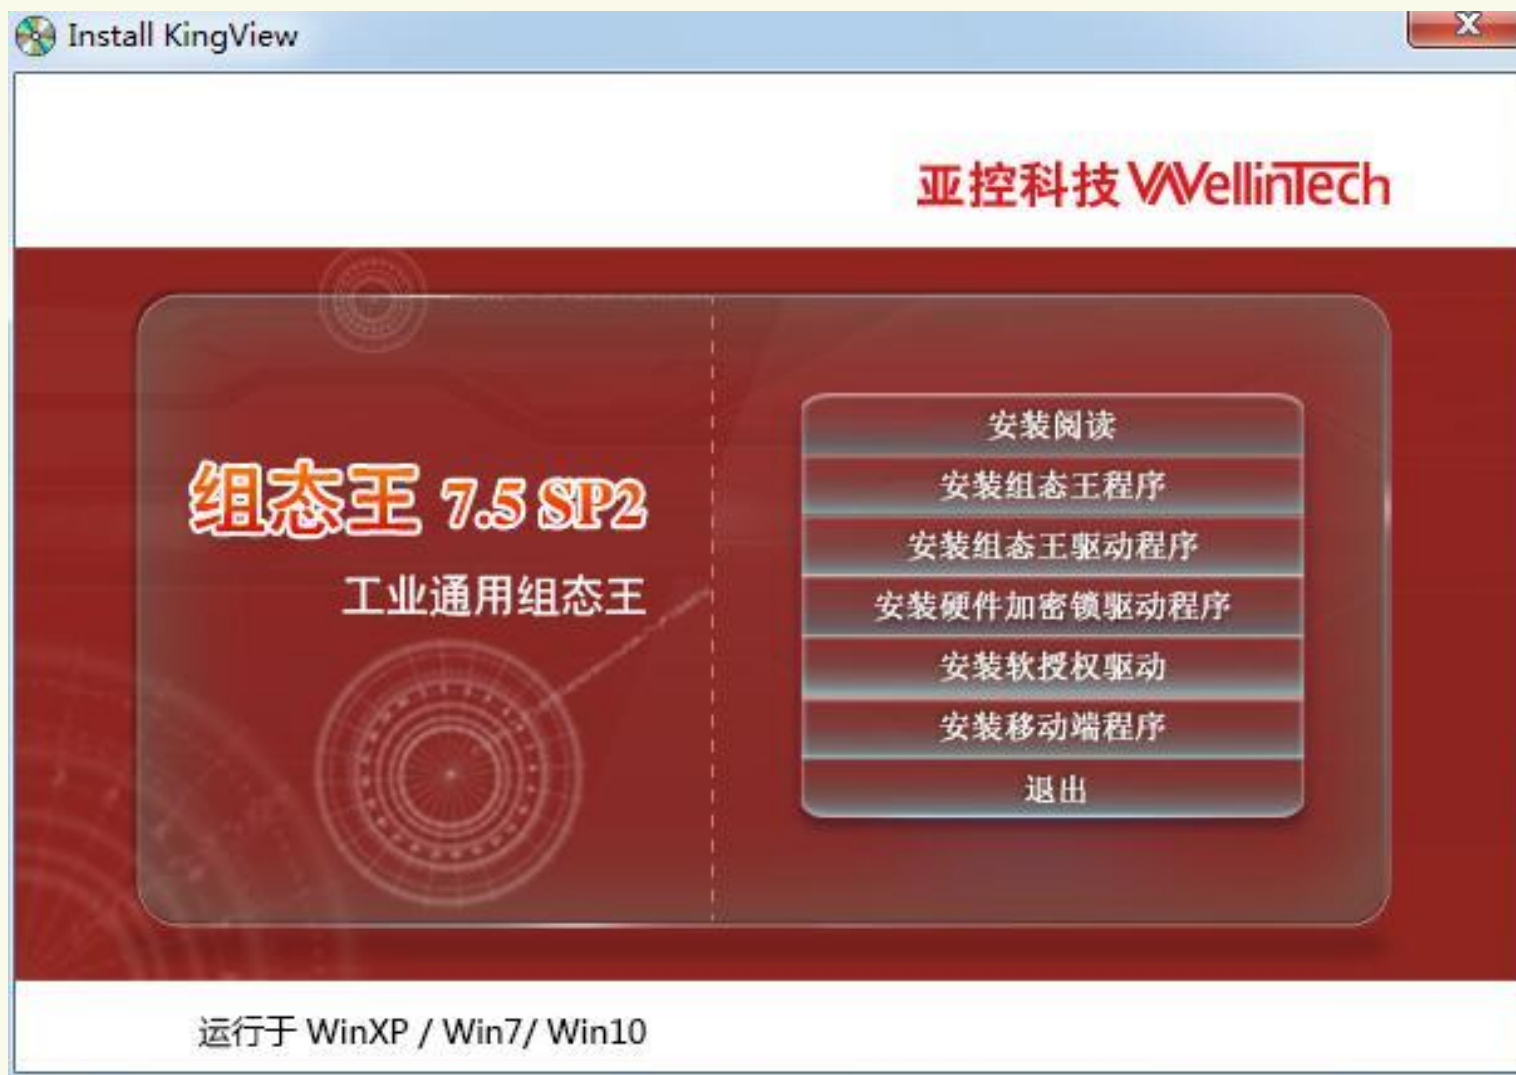 Install KingView
亚控科技 WellinTech
组态王 7.5 SP2
工业通用组态王
安装阅读
安装组态王程序
安装组态王驱动程序
安装硬件加密锁驱动程序
安装软授权驱动
安装移动端程序
退出
运行于 WinXP / Win7/ Win10